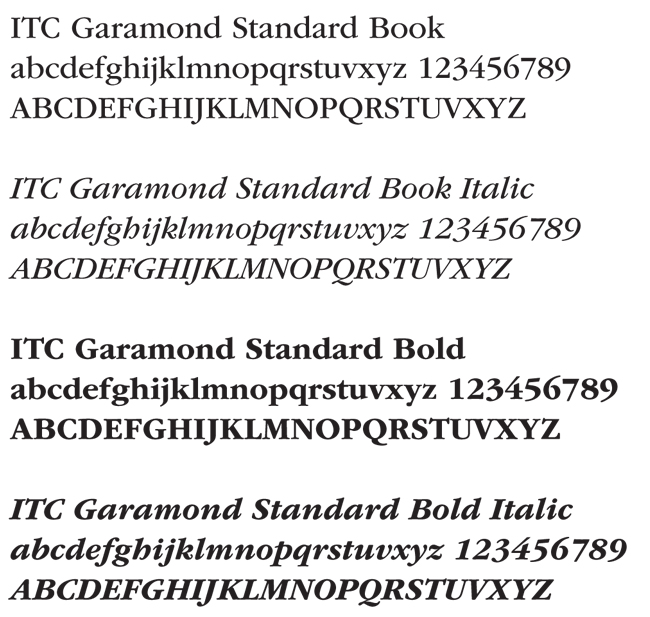 ITC Garamond Standard Book
abcdefghijklmnopqrstuvxyz 123456789
ABCDEFGHIJKLMNOPQRSTUVXYZ
ITC Garamond Standard Book Italic
abcdefghijklmnopqrstuvxyz 123456789
ABCDEFGHIJKLMNOPQRSTUVXYZ
ITC Garamond Standard Bold
abcdefghijklmnopqrstuvxyz 123456789
ABCDEFGHIJKLMNOPQRSTUVXYZ
ITC Garamond Standard Bold Italic
abcdefghijklmnopqrstuvxyz 123456789
ABCDEFGHIJKLMNOPQRSTUVXYZ